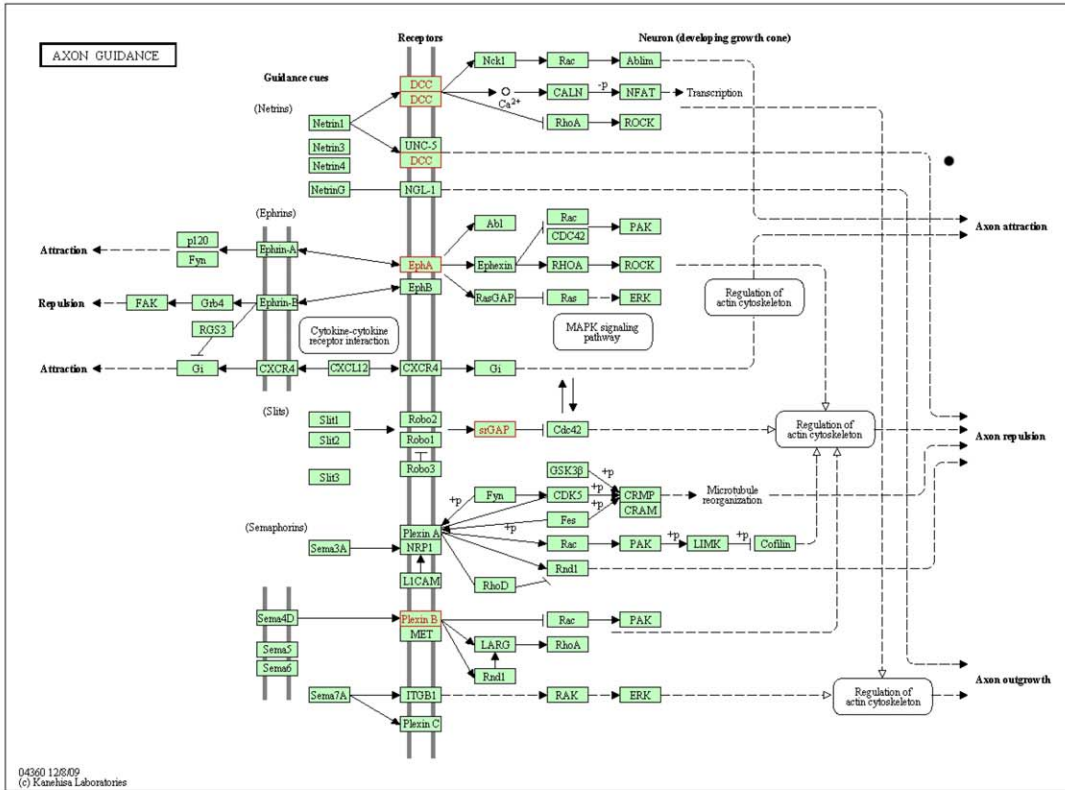 AXON GUIDANCE
Receptors
Neuron (developing growth cone)
Guidance cues
(Netrins)
DCC
DCC
Nck1
Rac
Ablim
Ca2+
CALN
-p
NFAT
Transcription
Netrin1
RhoA
ROCK
Netrin3
Netrin4
UNC-5
DCC
NetrinG
NGL-1
(Ephrins)
Abl
Rac
CDC42
PAK
Axon attraction
Attraction
p120
Fyn
Ephrin-A
EphA
Ephexin
RHOA
ROCK
EphB
RasGAP
Ras
ERK
Regulation of
actin cytoskeleton
Repulsion
FAK
Grb4
Ephrin-B
RGS3
Cytokine-cytokine
receptor interaction
MAPK signaling
pathway
Attraction
Gi
CXCR4
CXCL12
CXCR4
Gi
(Slits)
Slit1
Slit2
Slit3
Robo2
Robo1
Robo3
srGAP
Cdc42
Regulation of
actin cytoskeleton
Axon repulsion
GSK3β
+p
Fyn
+p
CDK5
+p
CRMP
CRAM
Microtubule
reorganization
Fes
+p
+p
(Semaphorins)
Plexin A
NRP1
Sema3A
Rac
PAK
+p
LIMK
+p
Cofilin
Rnd1
L1CAM
RhoD
Sema4D
Plexin B
MET
Rac
PAK
Sema5
Sema6
LARG
RhoA
Rnd1
Sema7A
ITGB1
RAK
ERK
Regulation of
actin cytoskeleton
Axon outgrowth
Plexin C
04360 12/8/09
(c) Kanehisa Laboratories